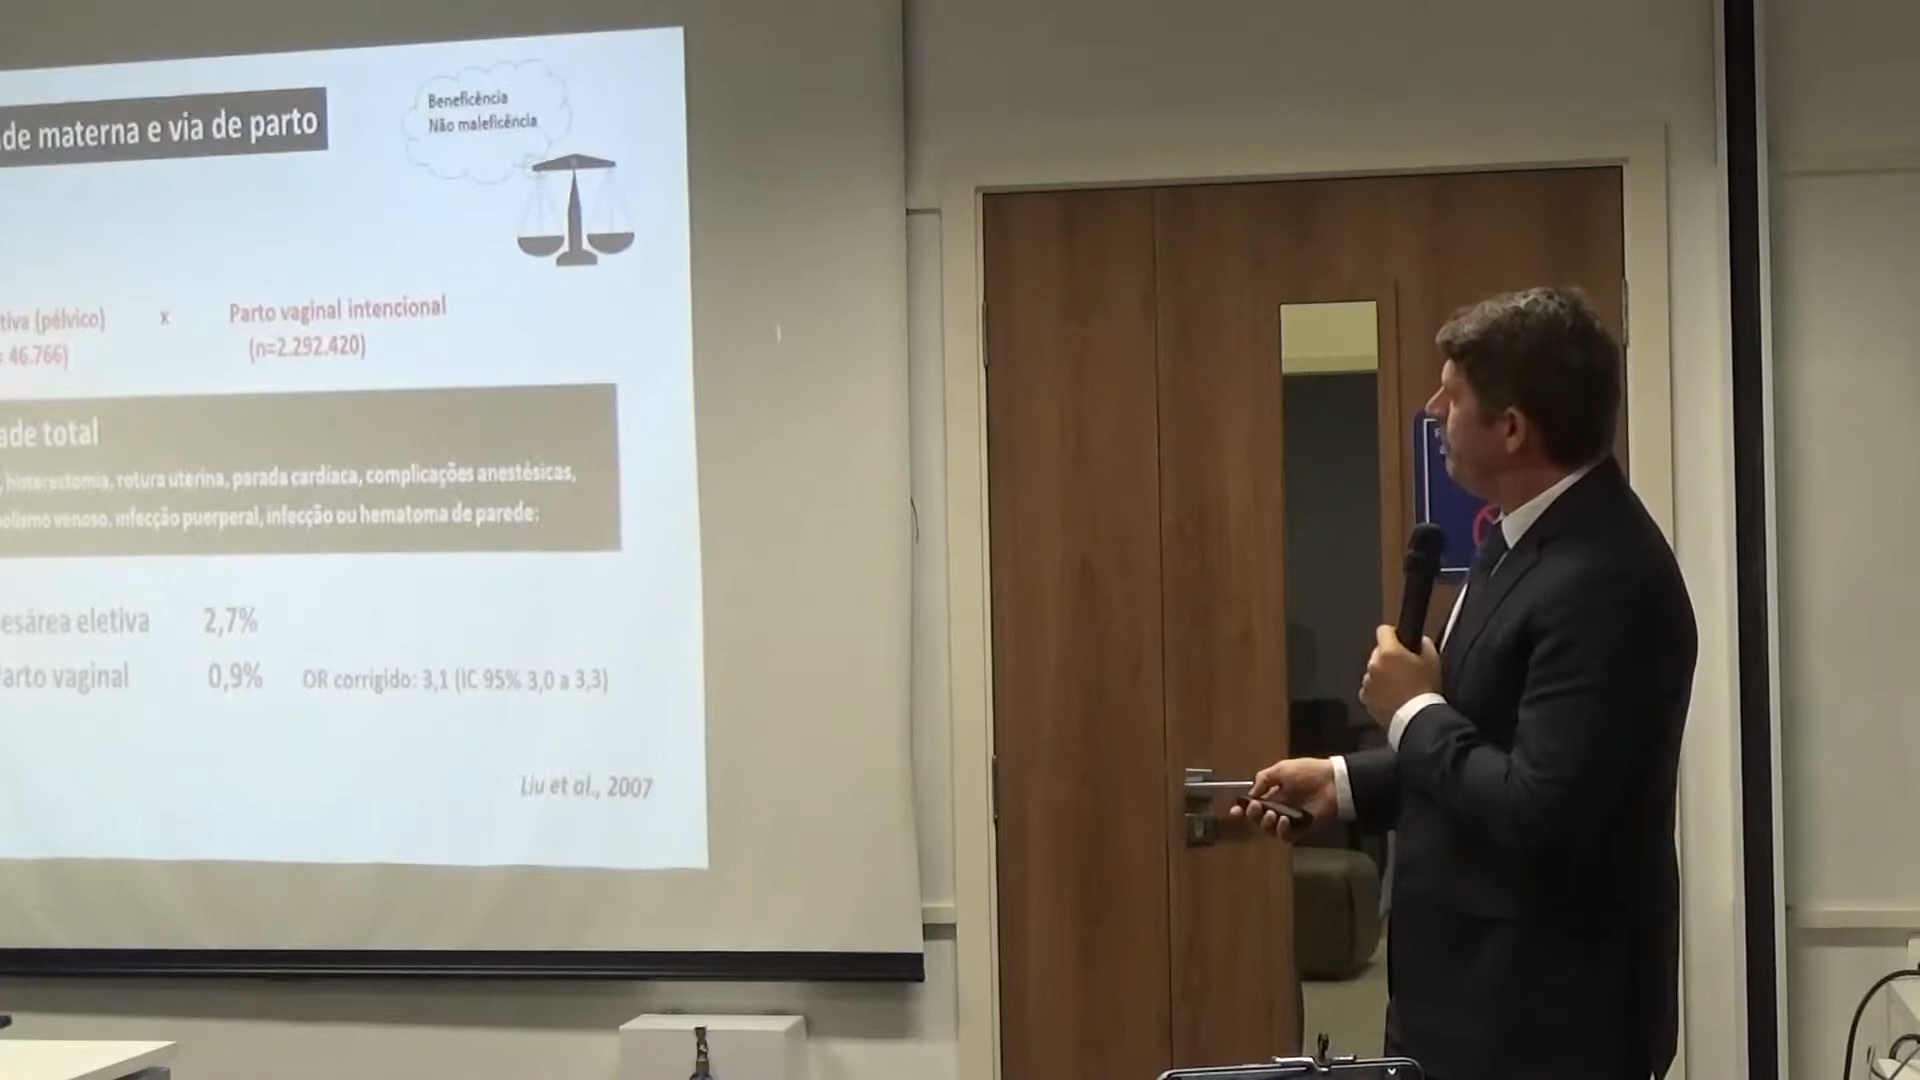 Beneficência
Não maleficência
de materna e via de parto
tiva (pélvico) x Parto vaginal intencional
= 46.766) (n=2.292.420)
ade total
, histerectomia, rotura uterina, parada cardíaca, complicações anestésicas,
olismo venoso, infecção puerperal, infecção ou hematoma de parede;
esárea eletiva 2,7%
arto vaginal 0,9% OR corrigido: 3,1 (IC 95% 3,0 a 3,3)
Liu et al., 2007